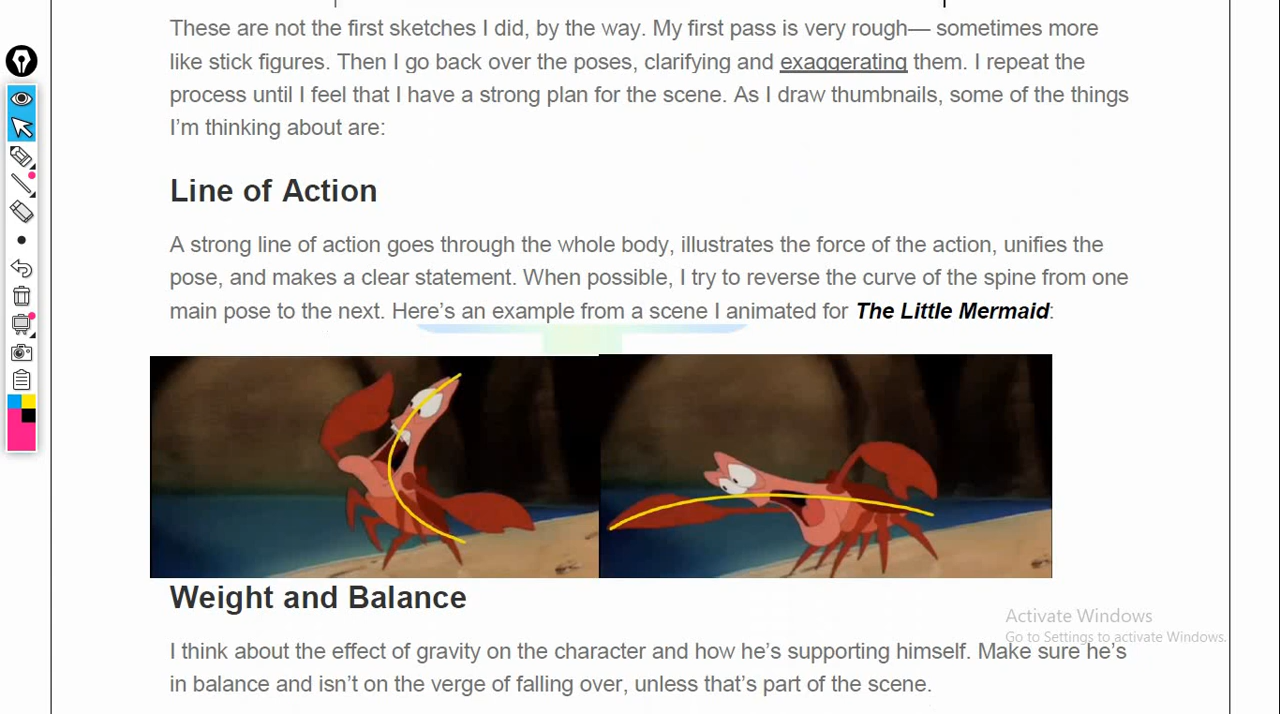 These are not the first sketches I did, by the way. My first pass is very rough— sometimes more
like stick figures. Then I go back over the poses, clarifying and exaggerating them. I repeat the
process until I feel that I have a strong plan for the scene. As I draw thumbnails, some of the things
I’m thinking about are:
Line of Action
A strong line of action goes through the whole body, illustrates the force of the action, unifies the
pose, and makes a clear statement. When possible, I try to reverse the curve of the spine from one
main pose to the next. Here’s an example from a scene I animated for The Little Mermaid:
Weight and Balance
Activate Windows
Go to Settings to activate Windows.
I think about the effect of gravity on the character and how he’s supporting himself. Make sure he’s
in balance and isn’t on the verge of falling over, unless that’s part of the scene.